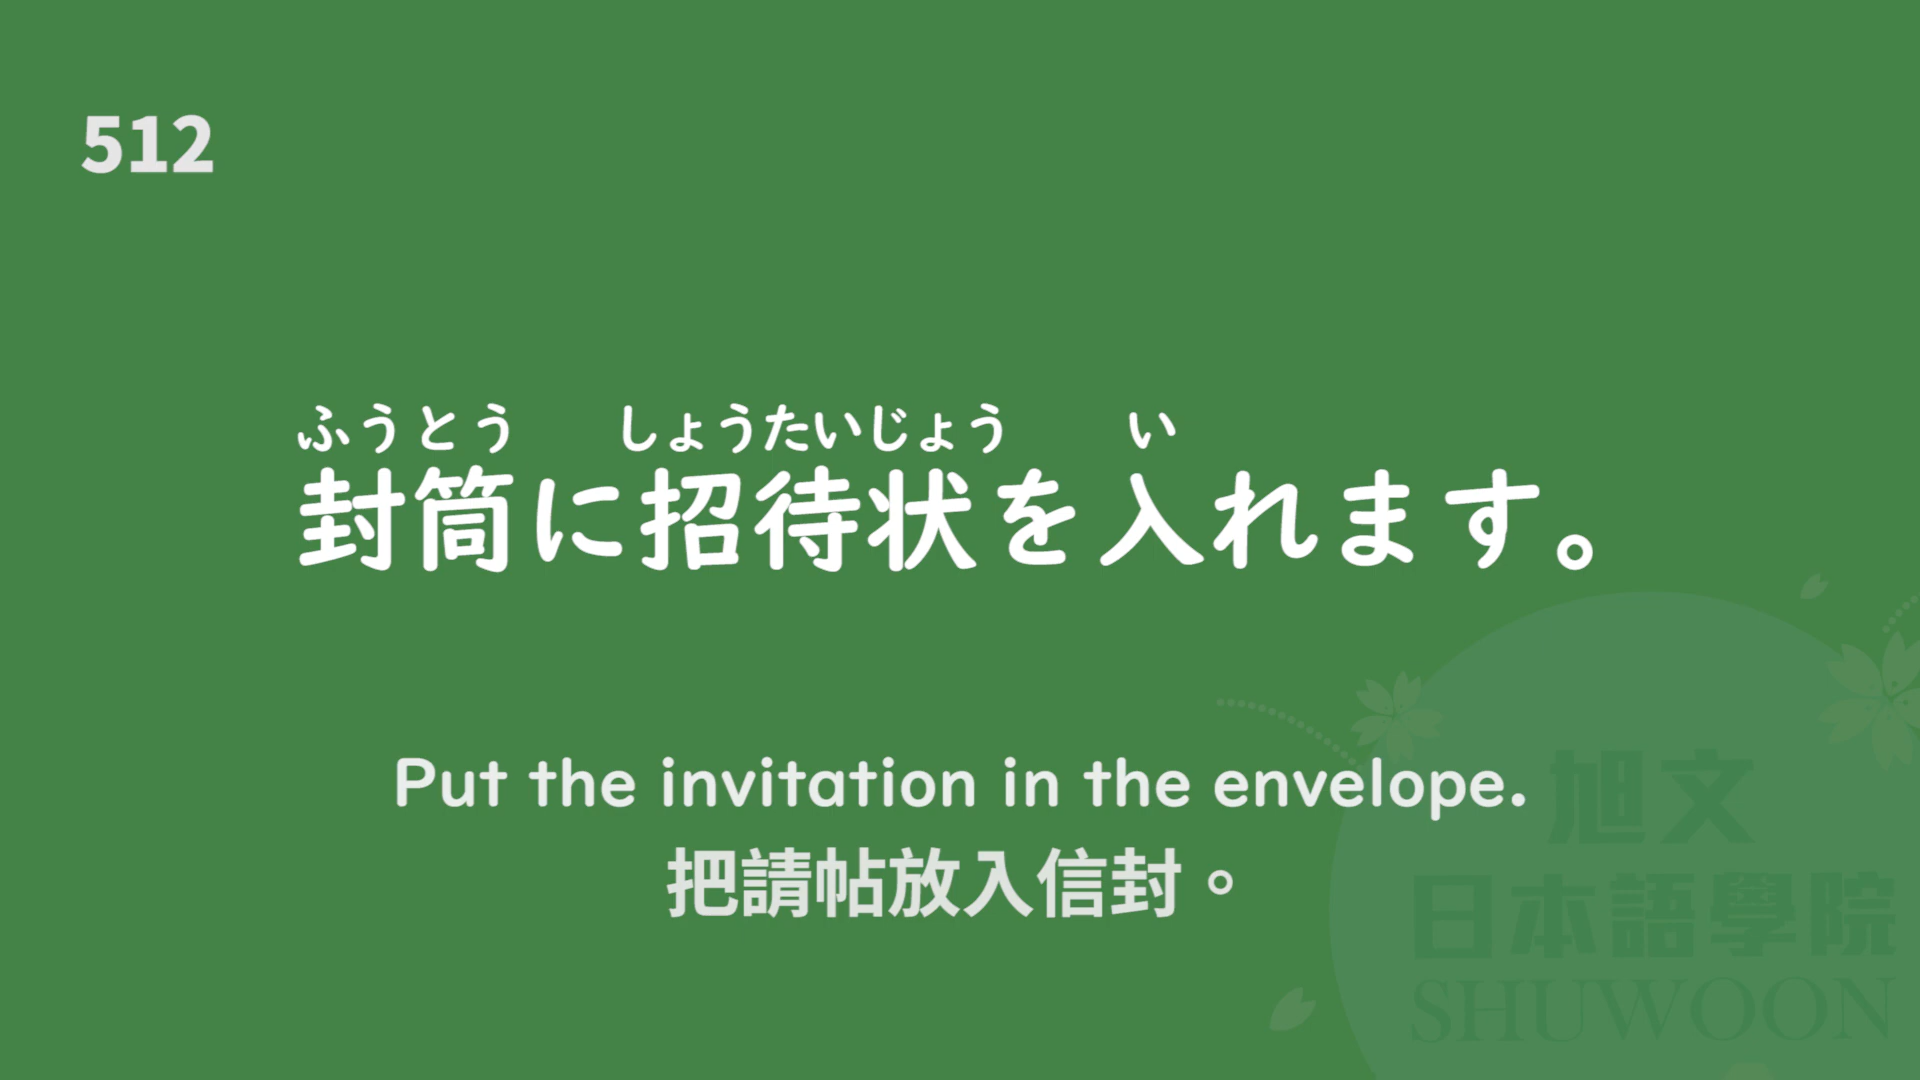 512
ふうとう しょうたいじょう い
封筒に招待状を入れます。
Put the invitation in the envelope.
把請帖放入信封。
旭文
日本語學院
SHUWOON